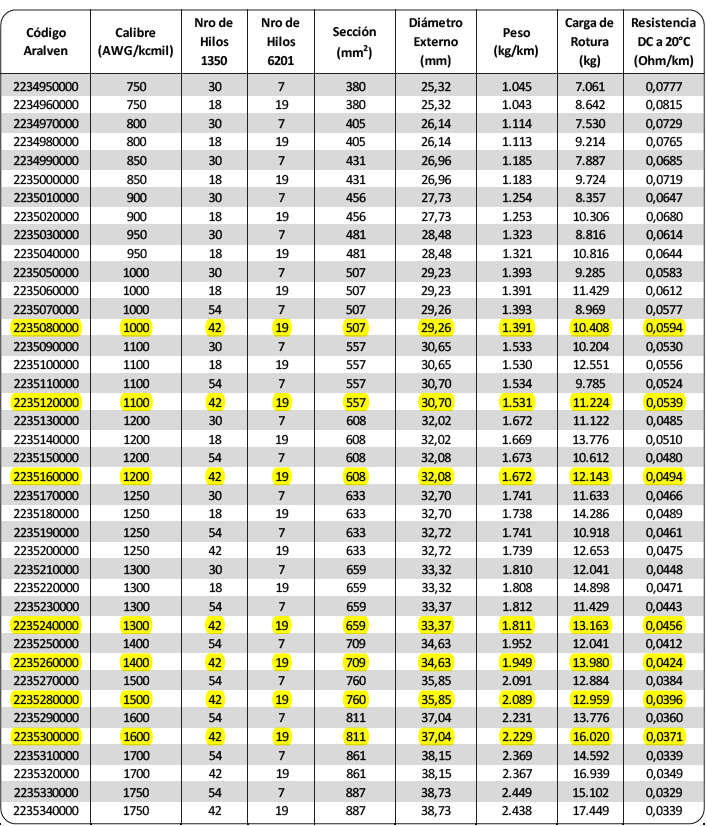 Código Aralven | Calibre (AWG/kcmil) | Nro de Hilos 1350 | Nro de Hilos 6201 | Sección (mm²) | Diámetro Externo (mm) | Peso (kg/km) | Carga de Rotura (kg) | Resistencia DC a 20°C (Ohm/km)
2234950000 750 30 7 380 25,32 1.045 7.061 0,0777
2234960000 750 18 19 380 25,32 1.043 8.642 0,0815
2234970000 800 30 7 405 26,14 1.114 7.530 0,0729
2234980000 800 18 19 405 26,14 1.113 9.214 0,0765
2234990000 850 30 7 431 26,96 1.185 7.887 0,0685
2235000000 850 18 19 431 26,96 1.183 9.724 0,0719
2235010000 900 30 7 456 27,73 1.254 8.357 0,0647
2235020000 900 18 19 456 27,73 1.253 10.306 0,0680
2235030000 950 30 7 481 28,48 1.323 8.816 0,0614
2235040000 950 18 19 481 28,48 1.321 10.816 0,0644
2235050000 1000 30 7 507 29,23 1.393 9.285 0,0583
2235060000 1000 18 19 507 29,23 1.391 11.429 0,0612
2235070000 1000 54 7 507 29,26 1.393 8.969 0,0577
2235080000 1000 42 19 507 29,26 1.391 10.408 0,0594
2235090000 1100 30 7 557 30,65 1.533 10.204 0,0530
2235100000 1100 18 19 557 30,65 1.530 12.551 0,0556
2235110000 1100 54 7 557 30,70 1.534 9.785 0,0524
2235120000 1100 42 19 557 30,70 1.531 11.224 0,0539
2235130000 1200 30 7 608 32,02 1.672 11.122 0,0485
2235140000 1200 18 19 608 32,02 1.669 13.776 0,0510
2235150000 1200 54 7 608 32,08 1.673 10.612 0,0480
2235160000 1200 42 19 608 32,08 1.672 12.143 0,0494
2235170000 1250 30 7 633 32,70 1.741 11.633 0,0466
2235180000 1250 18 19 633 32,70 1.738 14.286 0,0489
2235190000 1250 54 7 633 32,72 1.741 10.918 0,0461
2235200000 1250 42 19 633 32,72 1.739 12.653 0,0475
2235210000 1300 30 7 659 33,32 1.810 12.041 0,0448
2235220000 1300 18 19 659 33,32 1.808 14.898 0,0471
2235230000 1300 54 7 659 33,37 1.812 11.429 0,0443
2235240000 1300 42 19 659 33,37 1.811 13.163 0,0456
2235250000 1400 54 7 709 34,63 1.952 12.041 0,0412
2235260000 1400 42 19 709 34,63 1.949 13.980 0,0424
2235270000 1500 54 7 760 35,85 2.091 12.884 0,0384
2235280000 1500 42 19 760 35,85 2.089 12.959 0,0396
2235290000 1600 54 7 811 37,04 2.231 13.776 0,0360
2235300000 1600 42 19 811 37,04 2.229 16.020 0,0371
2235310000 1700 54 7 861 38,15 2.369 14.592 0,0339
2235320000 1700 42 19 861 38,15 2.367 16.939 0,0349
2235330000 1750 54 7 887 38,73 2.449 15.102 0,0329
2235340000 1750 42 19 887 38,73 2.438 17.449 0,0339